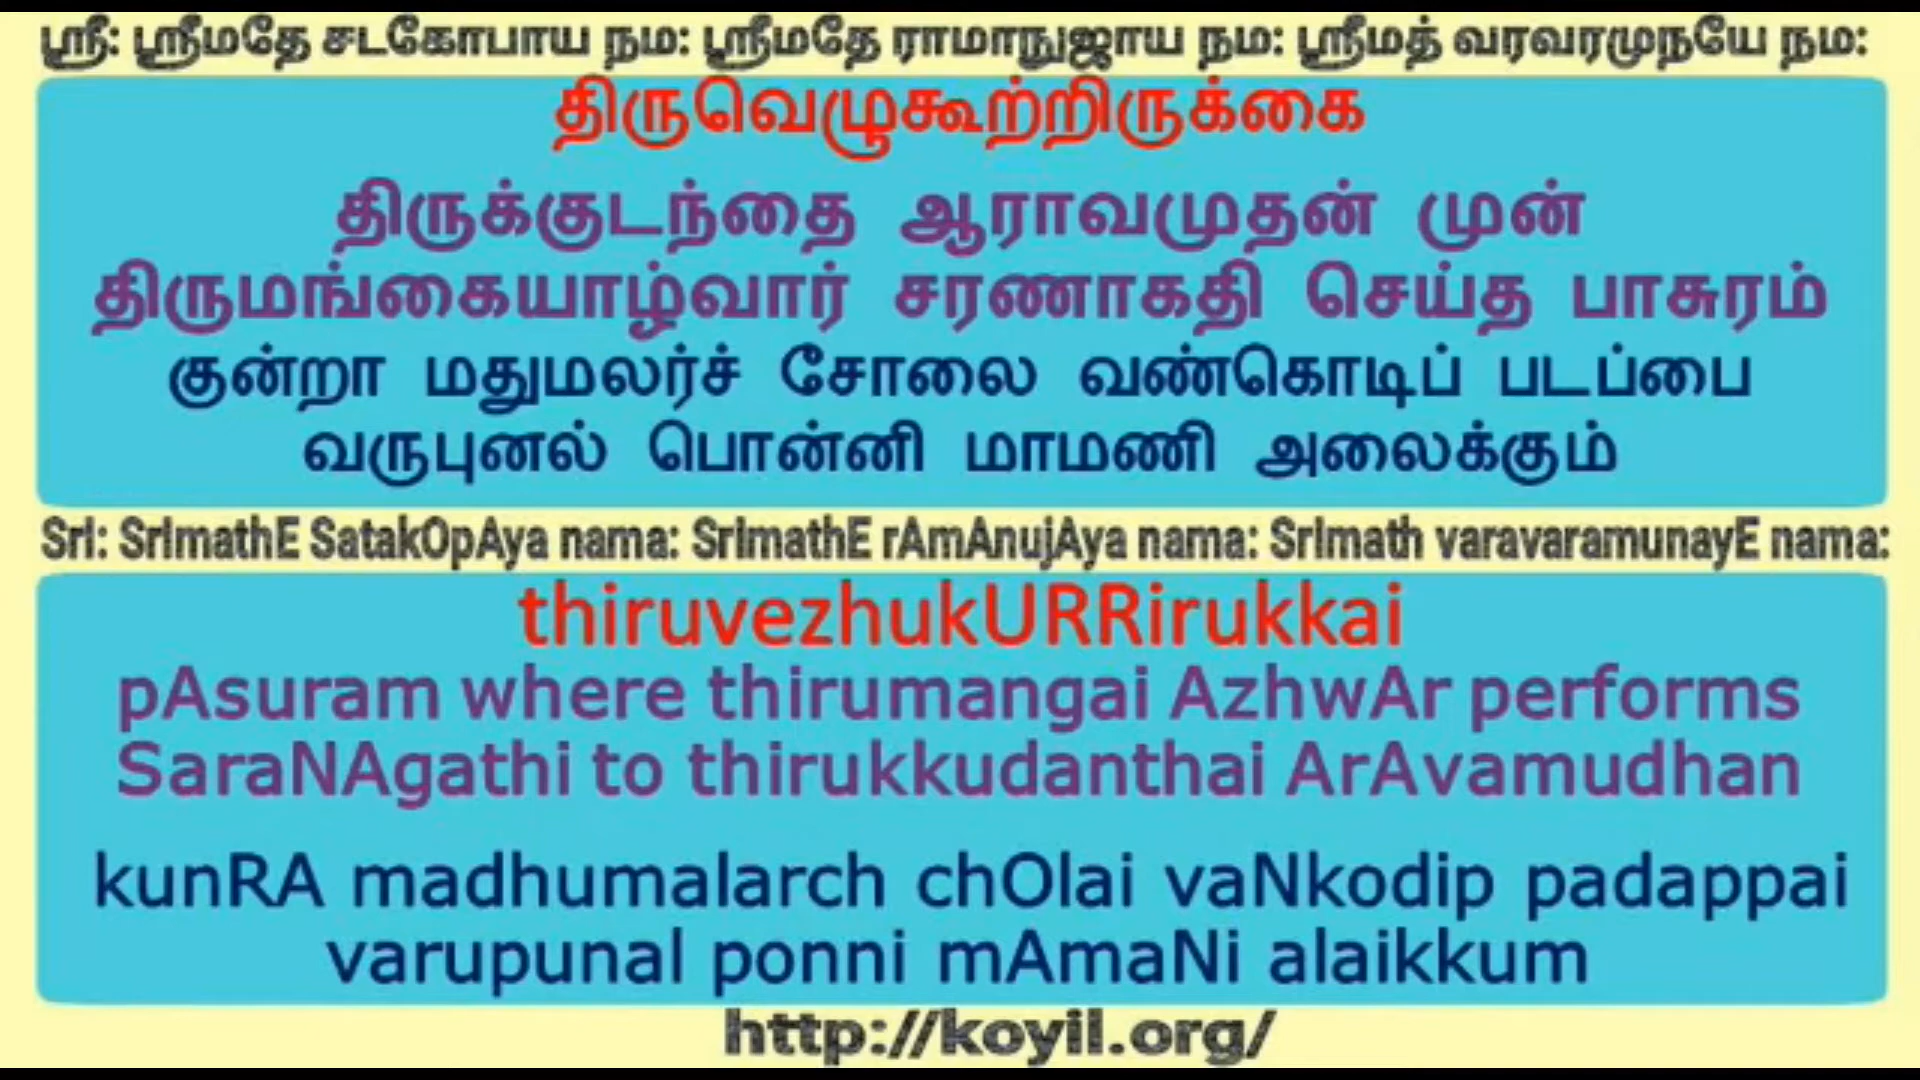 ஸ்ரீ: ஸ்ரீமதே சடகோபாய நம: ஸ்ரீமதே ராமாநுஜாய நம: ஸ்ரீமத் வரவரமுநயே நம:
திருவெழுகூற்றிருக்கை
திருக்குடந்தை ஆராவமுதன் முன்
திருமங்கையாழ்வார் சரணாகதி செய்த பாசுரம்
குன்றா மதுமலர்ச் சோலை வண்கொடிப் படப்பை
வருபுனல் பொன்னி மாமணி அலைக்கும்
SrI: SrImathE SatakOpAya nama: SrImathE rAmAnujAya nama: SrImath varavaramunayE nama:
thiruvezhukURRirukkai
pAsuram where thirumangai AzhwAr performs
SaraNAgathi to thirukkudanthai ArAvamudhan
kunRA madhumalarch chOlai vaNkodip padappai
varupunal ponni mAmaNi alaikkum
http://koyil.org/